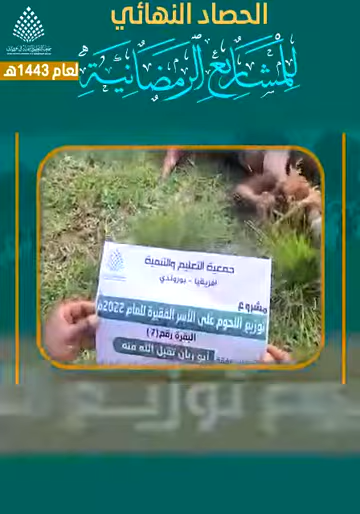 الحصاد النهائي
للمشاريع الرمضانية
لعام 1443هـ
جمعية التعليم والتنمية
افريقيا - بوروندي
مشروع
توزيع اللحوم على الأسر الفقيرة للعام 2022م
البقرة رقم (7)
أبو ريان تقبل الله منه
توزيع